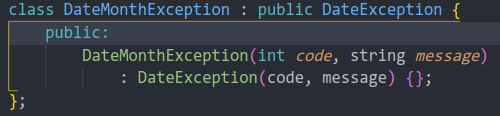 class DateMonthException : public DateException {
    public:
        DateMonthException(int code, string message)
            : DateException(code, message) {};
};